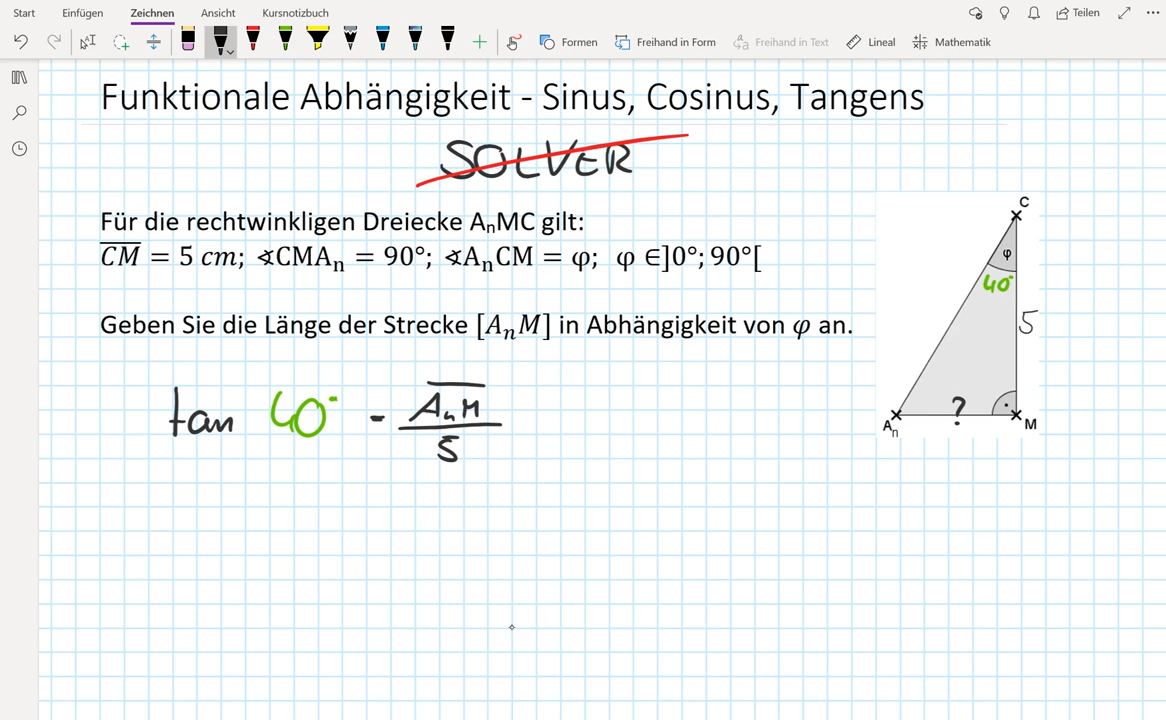 Start Einfügen Zeichnen Ansicht Kursnotizbuch Teilen
Formen Freihand in Form Freihand in Text Lineal Mathematik
Funktionale Abhängigkeit - Sinus, Cosinus, Tangens
SOLVER
Für die rechtwinkligen Dreiecke AₙMC gilt:
C͞M͞ = 5 cm; ∢CMAₙ = 90°; ∢AₙCM = φ; φ ∈]0°; 90°[
Geben Sie die Länge der Strecke [AₙM] in Abhängigkeit von φ an.
C
φ
40°
5
?
Aₙ
M
tan 40° = A͞ₙM͞ / 5